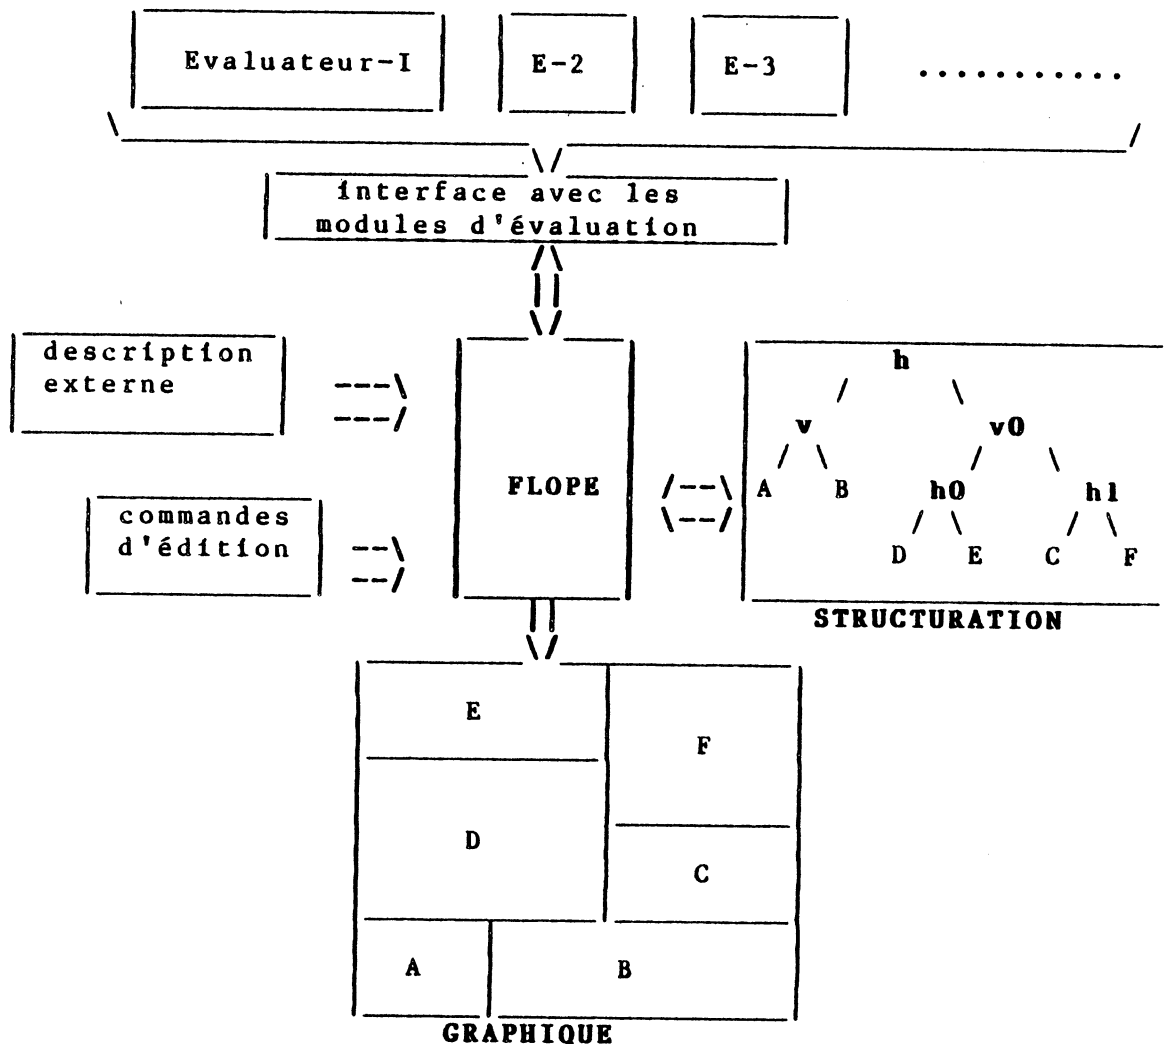 Evaluateur-I E-2 E-3 ...........
interface avec les
modules d'évaluation
description
externe
commandes
d'édition
FLOPE
h
v v0
A B h0 h1
D E C F
STRUCTURATION
E
F
D
C
A B
GRAPHIQUE